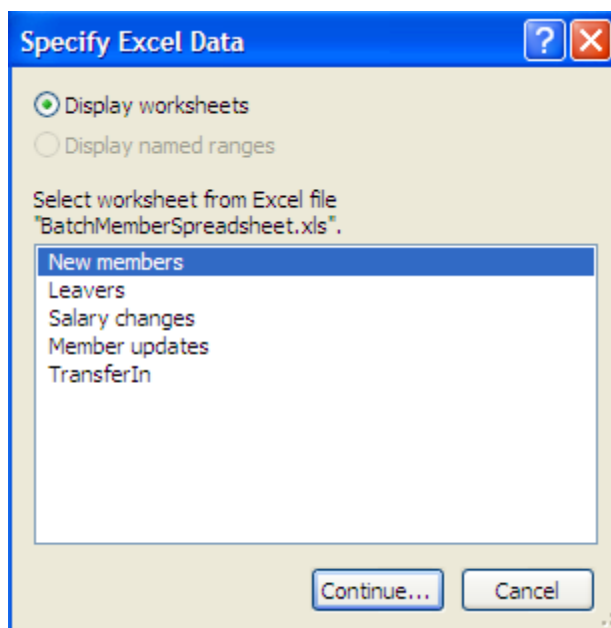 Specify Excel Data
Display worksheets
Display named ranges
Select worksheet from Excel file
"BatchMemberSpreadsheet.xls".
New members
Leavers
Salary changes
Member updates
TransferIn
Continue... Cancel